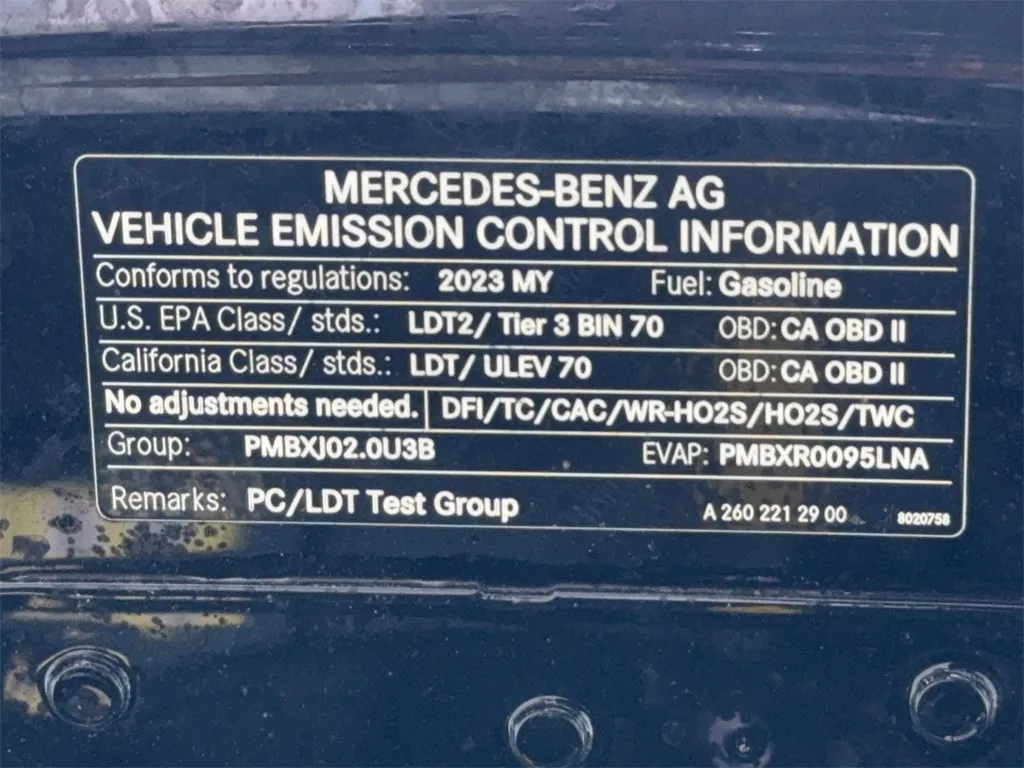 MERCEDES-BENZ AG
VEHICLE EMISSION CONTROL INFORMATION
Conforms to regulations: 2023 MY Fuel: Gasoline
U.S. EPA Class/ stds.: LDT2/ Tier 3 BIN 70 OBD: CA OBD II
California Class/ stds.: LDT/ ULEV 70 OBD: CA OBD II
No adjustments needed. DFI/TC/CAC/WR-HO2S/HO2S/TWC
Group: PMBXJ02.0U3B EVAP: PMBXR0095LNA
Remarks: PC/LDT Test Group A 260 221 29 00 8020758